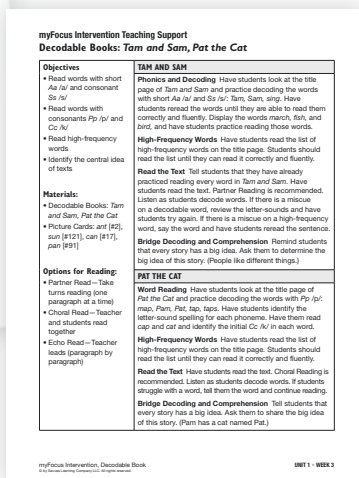 myFocus Intervention Teaching Support
Decodable Books: Tam and Sam, Pat the Cat
Objectives
• Read words with short
Aa /a/ and consonant
Ss /s/
• Read words with
consonants Pp /p/ and
Cc /k/
• Read high-frequency
words
• Identify the central idea
of texts
Materials:
• Decodable Books: Tam
and Sam, Pat the Cat
• Picture Cards: ant [#2],
sun [#121], can [#17],
pan [#91]
Options for Reading:
• Partner Read—Take
turns reading (one
paragraph at a time)
• Choral Read—Teacher
and students read
together
• Echo Read—Teacher
leads (paragraph by
paragraph)
TAM AND SAM
Phonics and Decoding Have students look at the title
page of Tam and Sam and practice decoding the words
with short Aa /a/ and Ss /s/: Tam, Sam, sing. Have
students reread the words until they are able to read them
correctly and fluently. Display the words march, fish, and
bird, and have students practice reading those words.
High-Frequency Words Have students read the list of
high-frequency words on the title page. Students should
read the list until they can read it correctly and fluently.
Read the Text Tell students that they have already
practiced reading every word in Tam and Sam. Have
students read the text. Partner Reading is recommended.
Listen as students decode words. If there is a miscue
on a decodable word, review the letter-sounds and have
students try again. If there is a miscue on a high-frequency
word, say the word and have students reread the sentence.
Bridge Decoding and Comprehension Remind students
that every story has a big idea. Ask them to determine the
big idea of this story. (People like different things.)
PAT THE CAT
Word Reading Have students look at the title page of
Pat the Cat and practice decoding the words with Pp /p/:
map, Pam, Pat, tap, taps. Have students identify the
letter-sound spelling for each phoneme. Have them read
cap and cat and identify the initial Cc /k/ in each word.
High-Frequency Words Have students read the list of
high-frequency words on the title page. Students should
read the list until they can read it correctly and fluently.
Read the Text Have students read the text. Choral Reading is
recommended. Listen as students decode words. If students
struggle with a word, tell them the word and continue reading.
Bridge Decoding and Comprehension Tell students that
every story has a big idea. Ask them to share the big idea
of this story. (Pam has a cat named Pat.)
myFocus Intervention, Decodable Book
© by Savvas Learning Company LLC. All rights reserved.
UNIT 1 • WEEK 3